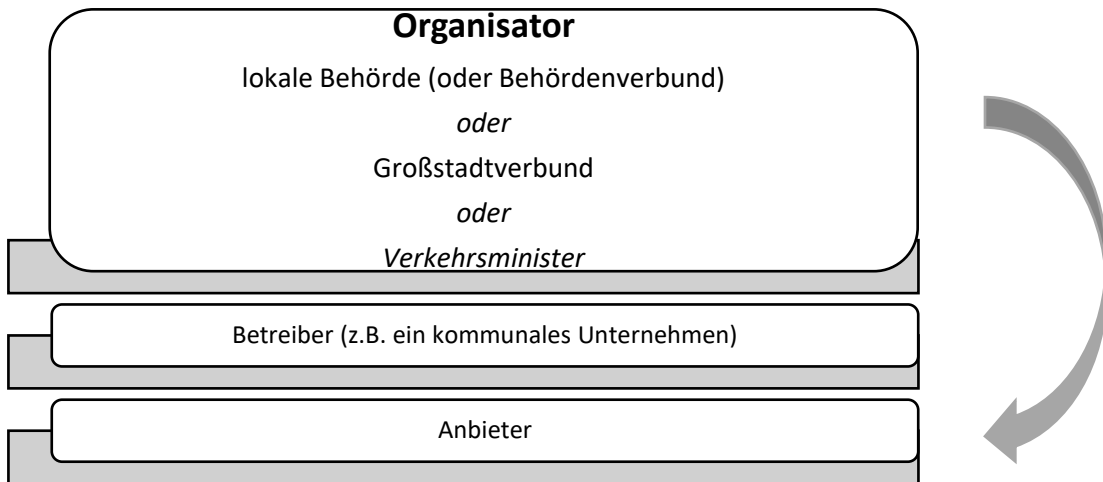 Organisator
lokale Behörde (oder Behördenverbund)
oder
Großstadtverbund
oder
Verkehrsminister
Betreiber (z.B. ein kommunales Unternehmen)
Anbieter